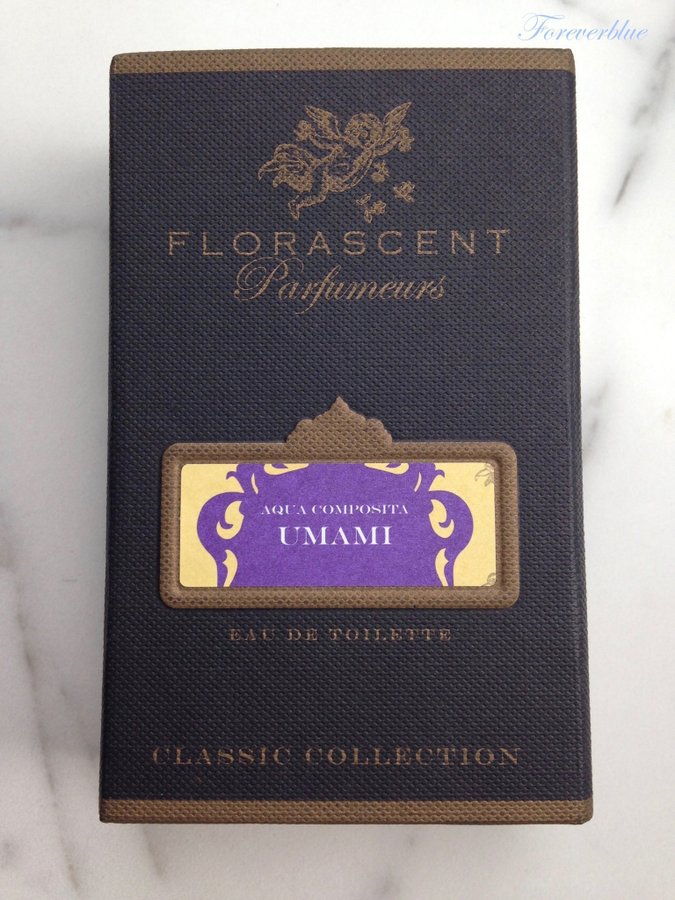 Foreverblue
FLORASCENT
Parfumeurs
AQUA COMPOSITA
UMAMI
EAU DE TOILETTE
CLASSIC COLLECTION